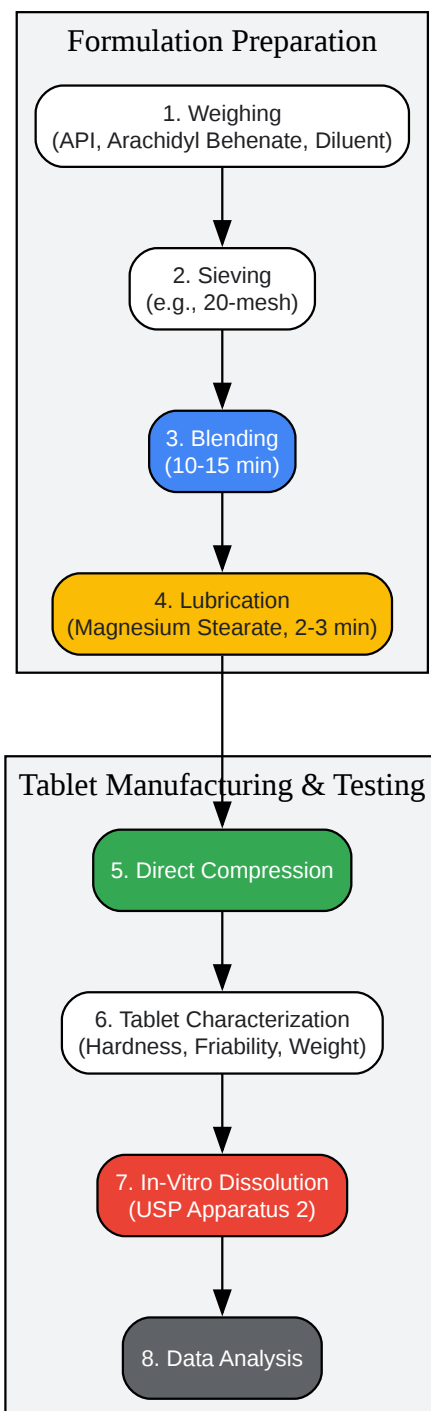 Formulation Preparation
1. Weighing
(API, Arachidyl Behenate, Diluent)
2. Sieving
(e.g., 20-mesh)
3. Blending
(10-15 min)
4. Lubrication
(Magnesium Stearate, 2-3 min)
Tablet Manufacturing & Testing
5. Direct Compression
6. Tablet Characterization
(Hardness, Friability, Weight)
7. In-Vitro Dissolution
(USP Apparatus 2)
8. Data Analysis